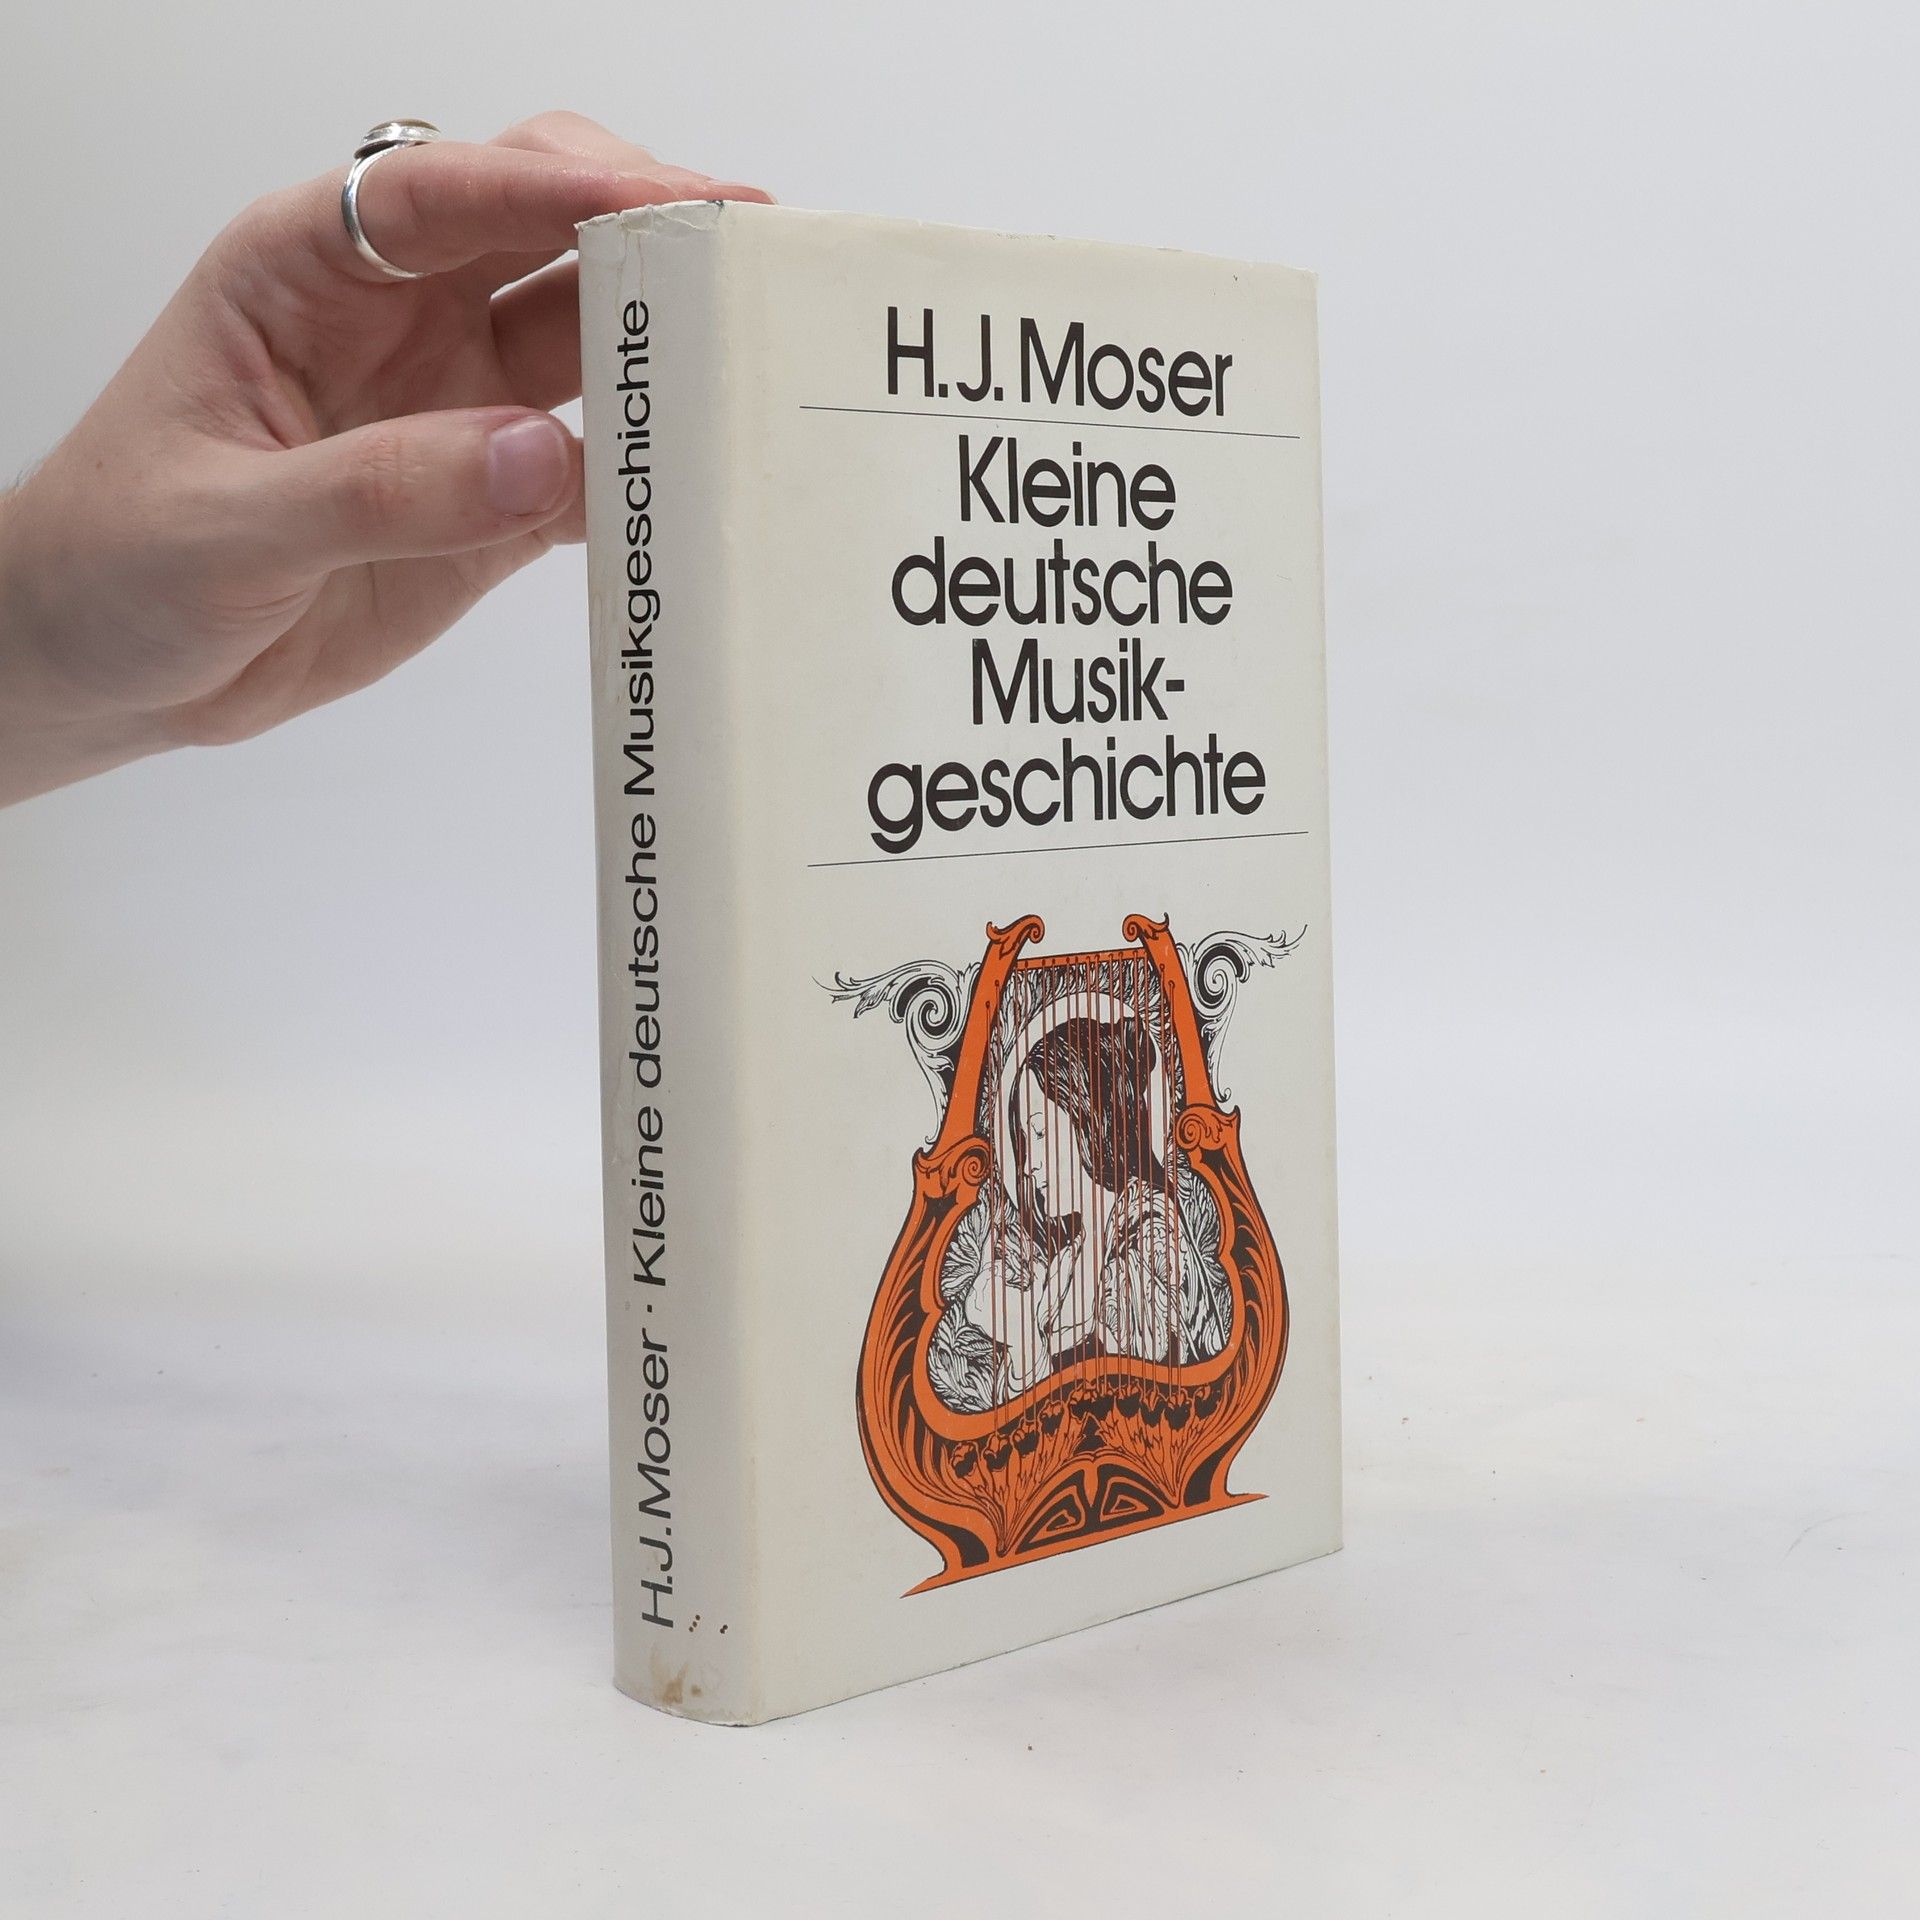 H.J.Moser · Kleine deutsche Musikgeschichte
H. J. Moser
Kleine
deutsche
Musik-
geschichte